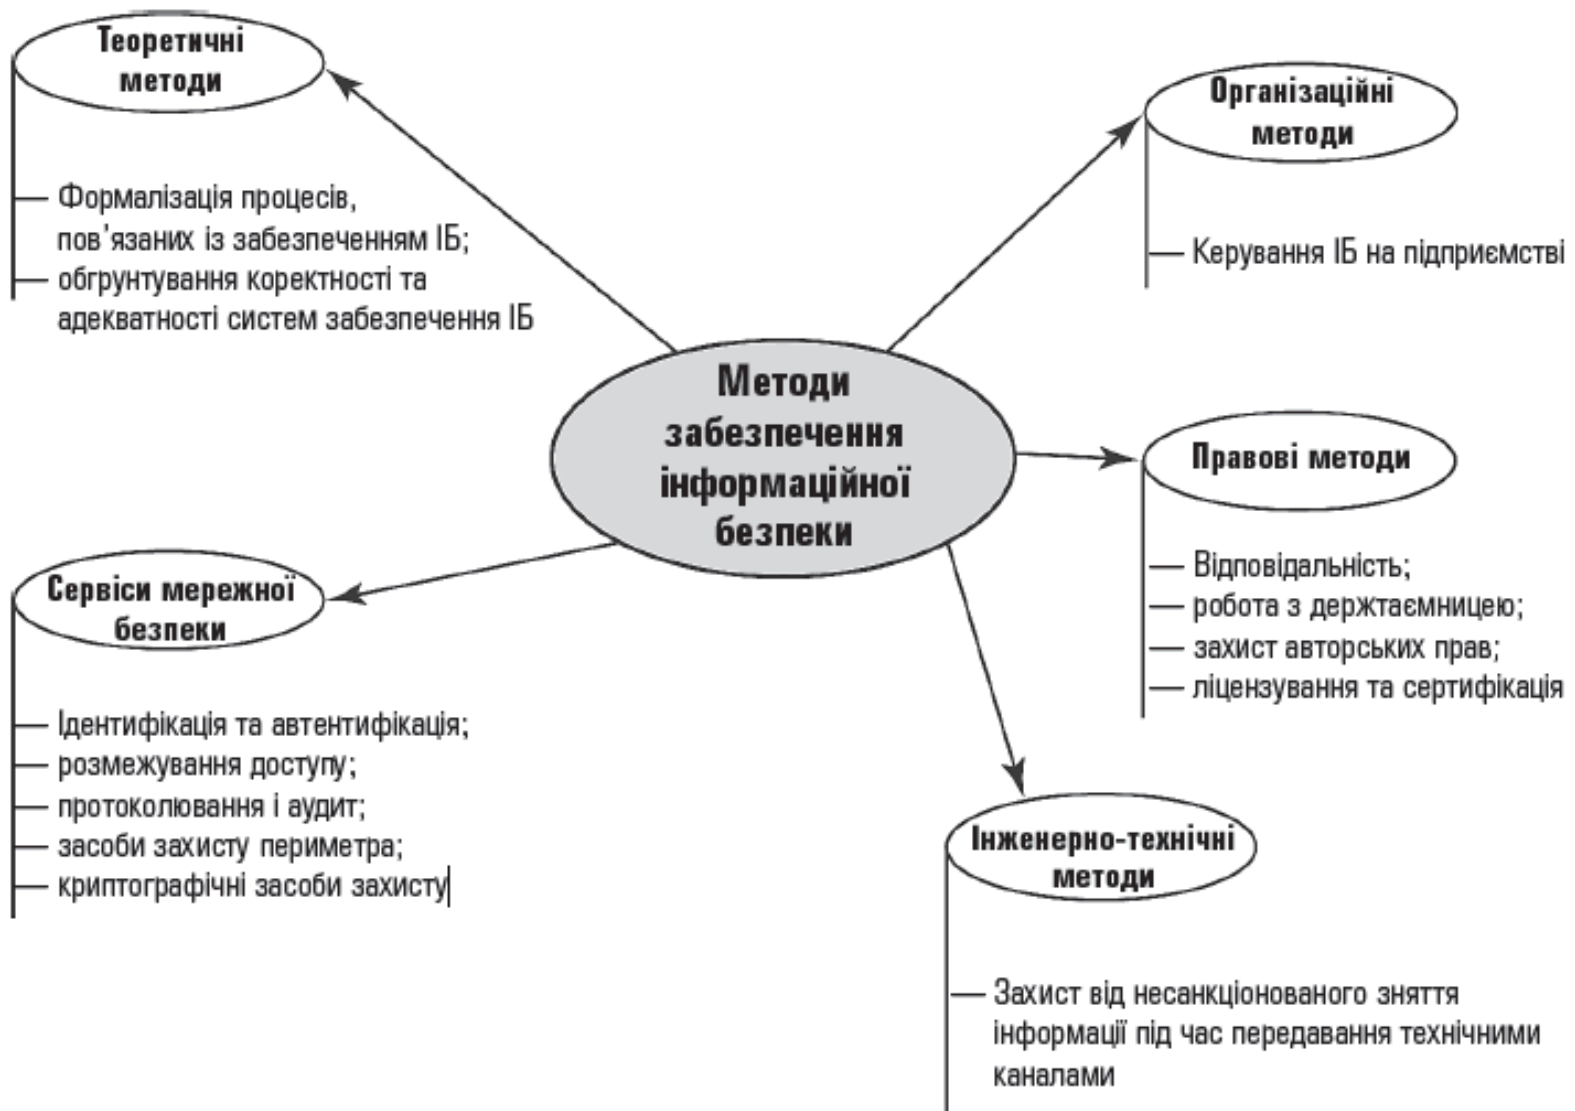 Теоретичні
методи
Формалізація процесів,
пов'язаних із забезпеченням ІБ;
обгрунтування коректності та
адекватності систем забезпечення ІБ
Організаційні
методи
Керування ІБ на підприємстві
Методи
забезпечення
інформаційної
безпеки
Правові методи
Відповідальність;
робота з держтаємницею;
захист авторських прав;
ліцензування та сертифікація
Сервіси мережної
безпеки
Ідентифікація та автентифікація;
розмежування доступу;
протоколювання і аудит;
засоби захисту периметра;
криптографічні засоби захисту
Інженерно-технічні
методи
Захист від несанкціонованого зняття
інформації під час передавання технічними
каналами